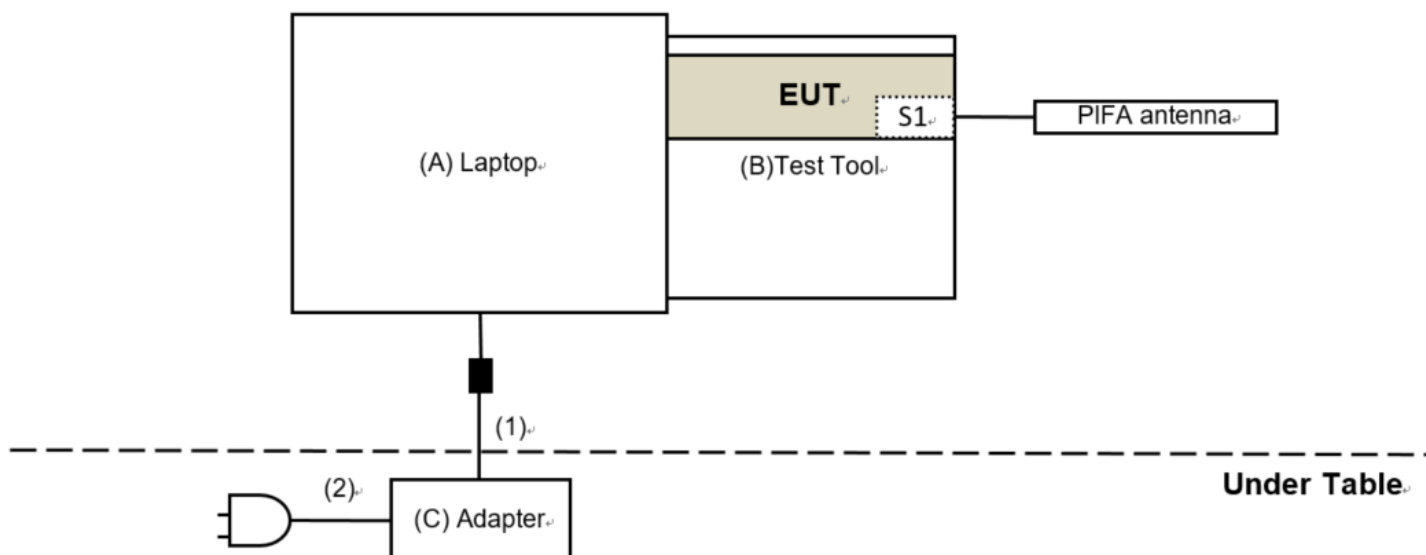 EUT
S1
PIFA antenna
(A) Laptop
(B)Test Tool
(1)
Under Table
(2)
(C) Adapter